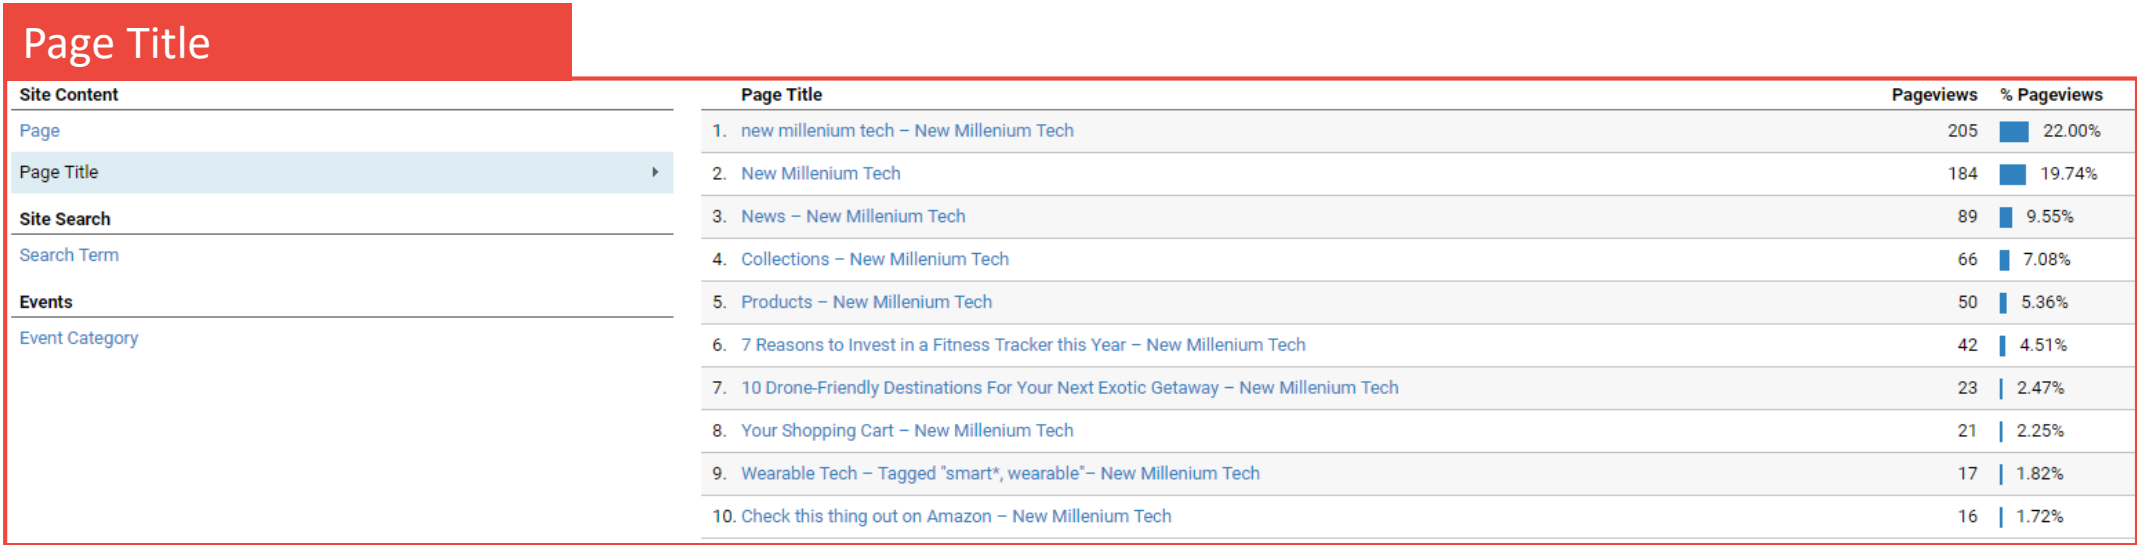 Page Title
Site Content
Page
Page Title
Site Search
Search Term
Events
Event Category
Page Title Pageviews % Pageviews
1. new millenium tech – New Millenium Tech 205 22.00%
2. New Millenium Tech 184 19.74%
3. News – New Millenium Tech 89 9.55%
4. Collections – New Millenium Tech 66 7.08%
5. Products – New Millenium Tech 50 5.36%
6. 7 Reasons to Invest in a Fitness Tracker this Year – New Millenium Tech 42 4.51%
7. 10 Drone-Friendly Destinations For Your Next Exotic Getaway – New Millenium Tech 23 2.47%
8. Your Shopping Cart – New Millenium Tech 21 2.25%
9. Wearable Tech – Tagged "smart*, wearable"– New Millenium Tech 17 1.82%
10. Check this thing out on Amazon – New Millenium Tech 16 1.72%